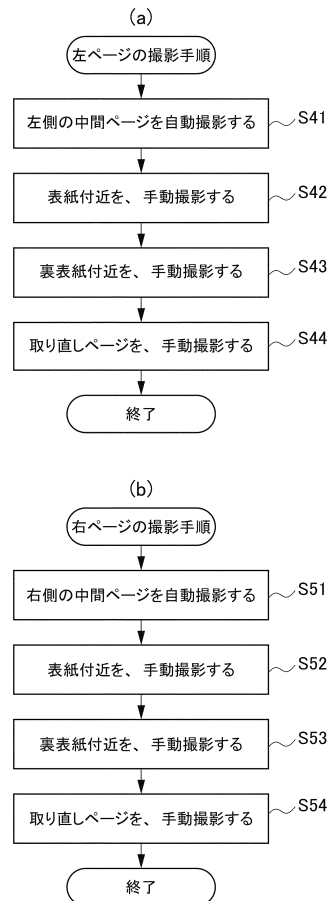 (a)
左ページの撮影手順
左側の中間ページを自動撮影する
S41
表紙付近を、手動撮影する
S42
裏表紙付近を、手動撮影する
S43
取り直しページを、手動撮影する
S44
終了
(b)
右ページの撮影手順
右側の中間ページを自動撮影する
S51
表紙付近を、手動撮影する
S52
裏表紙付近を、手動撮影する
S53
取り直しページを、手動撮影する
S54
終了